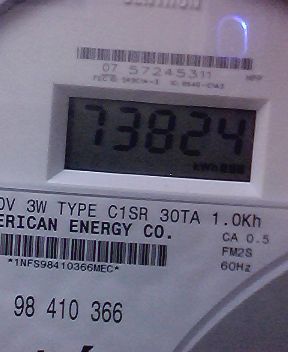 07 57245311
73824
kWh
0V 3W TYPE C1SR 30TA 1.0Kh
ERICAN ENERGY CO.
CA 0.5
FM2S
60Hz
*1NFS98410366MEC*
98 410 366